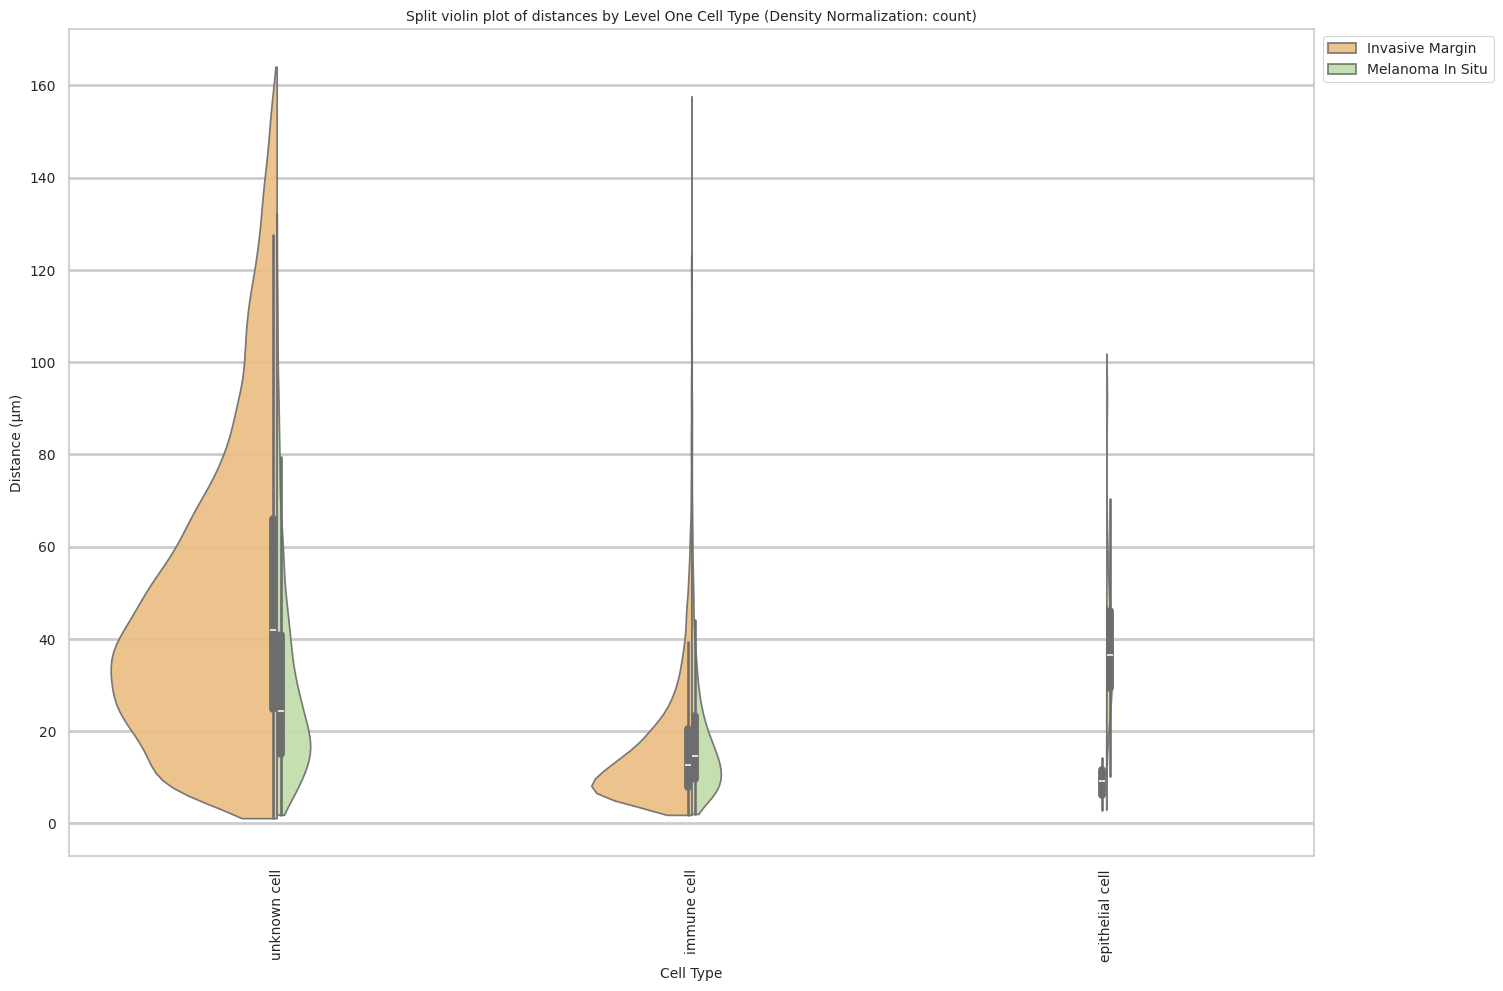 Split violin plot of distances by Level One Cell Type (Density Normalization: count)
Invasive Margin
Melanoma In Situ
160
140
120
100
80
60
40
20
0
Distance (µm)
unknown cell
immune cell
epithelial cell
Cell Type